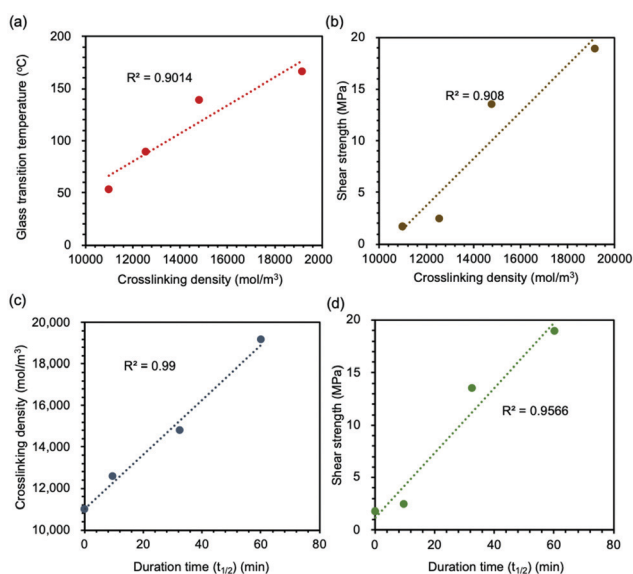 (a)
Glass transition temperature (°C)
200
150
100
50
0
R² = 0.9014
10000 12000 14000 16000 18000 2000
Crosslinking density (mol/m³)
(b)
Shear strength (MPa)
20
15
10
5
0
R² = 0.908
10000 12000 14000 16000 18000 20000
Crosslinking density (mol/m³)
(c)
Crosslinking density (mol/m³)
20,000
18,000
16,000
14,000
12,000
10,000
R² = 0.99
0 20 40 60 80
Duration time (t1/2) (min)
(d)
Shear strength (MPa)
20
15
10
5
0
R² = 0.9566
0 20 40 60 80
Duration time (t1/2) (min)